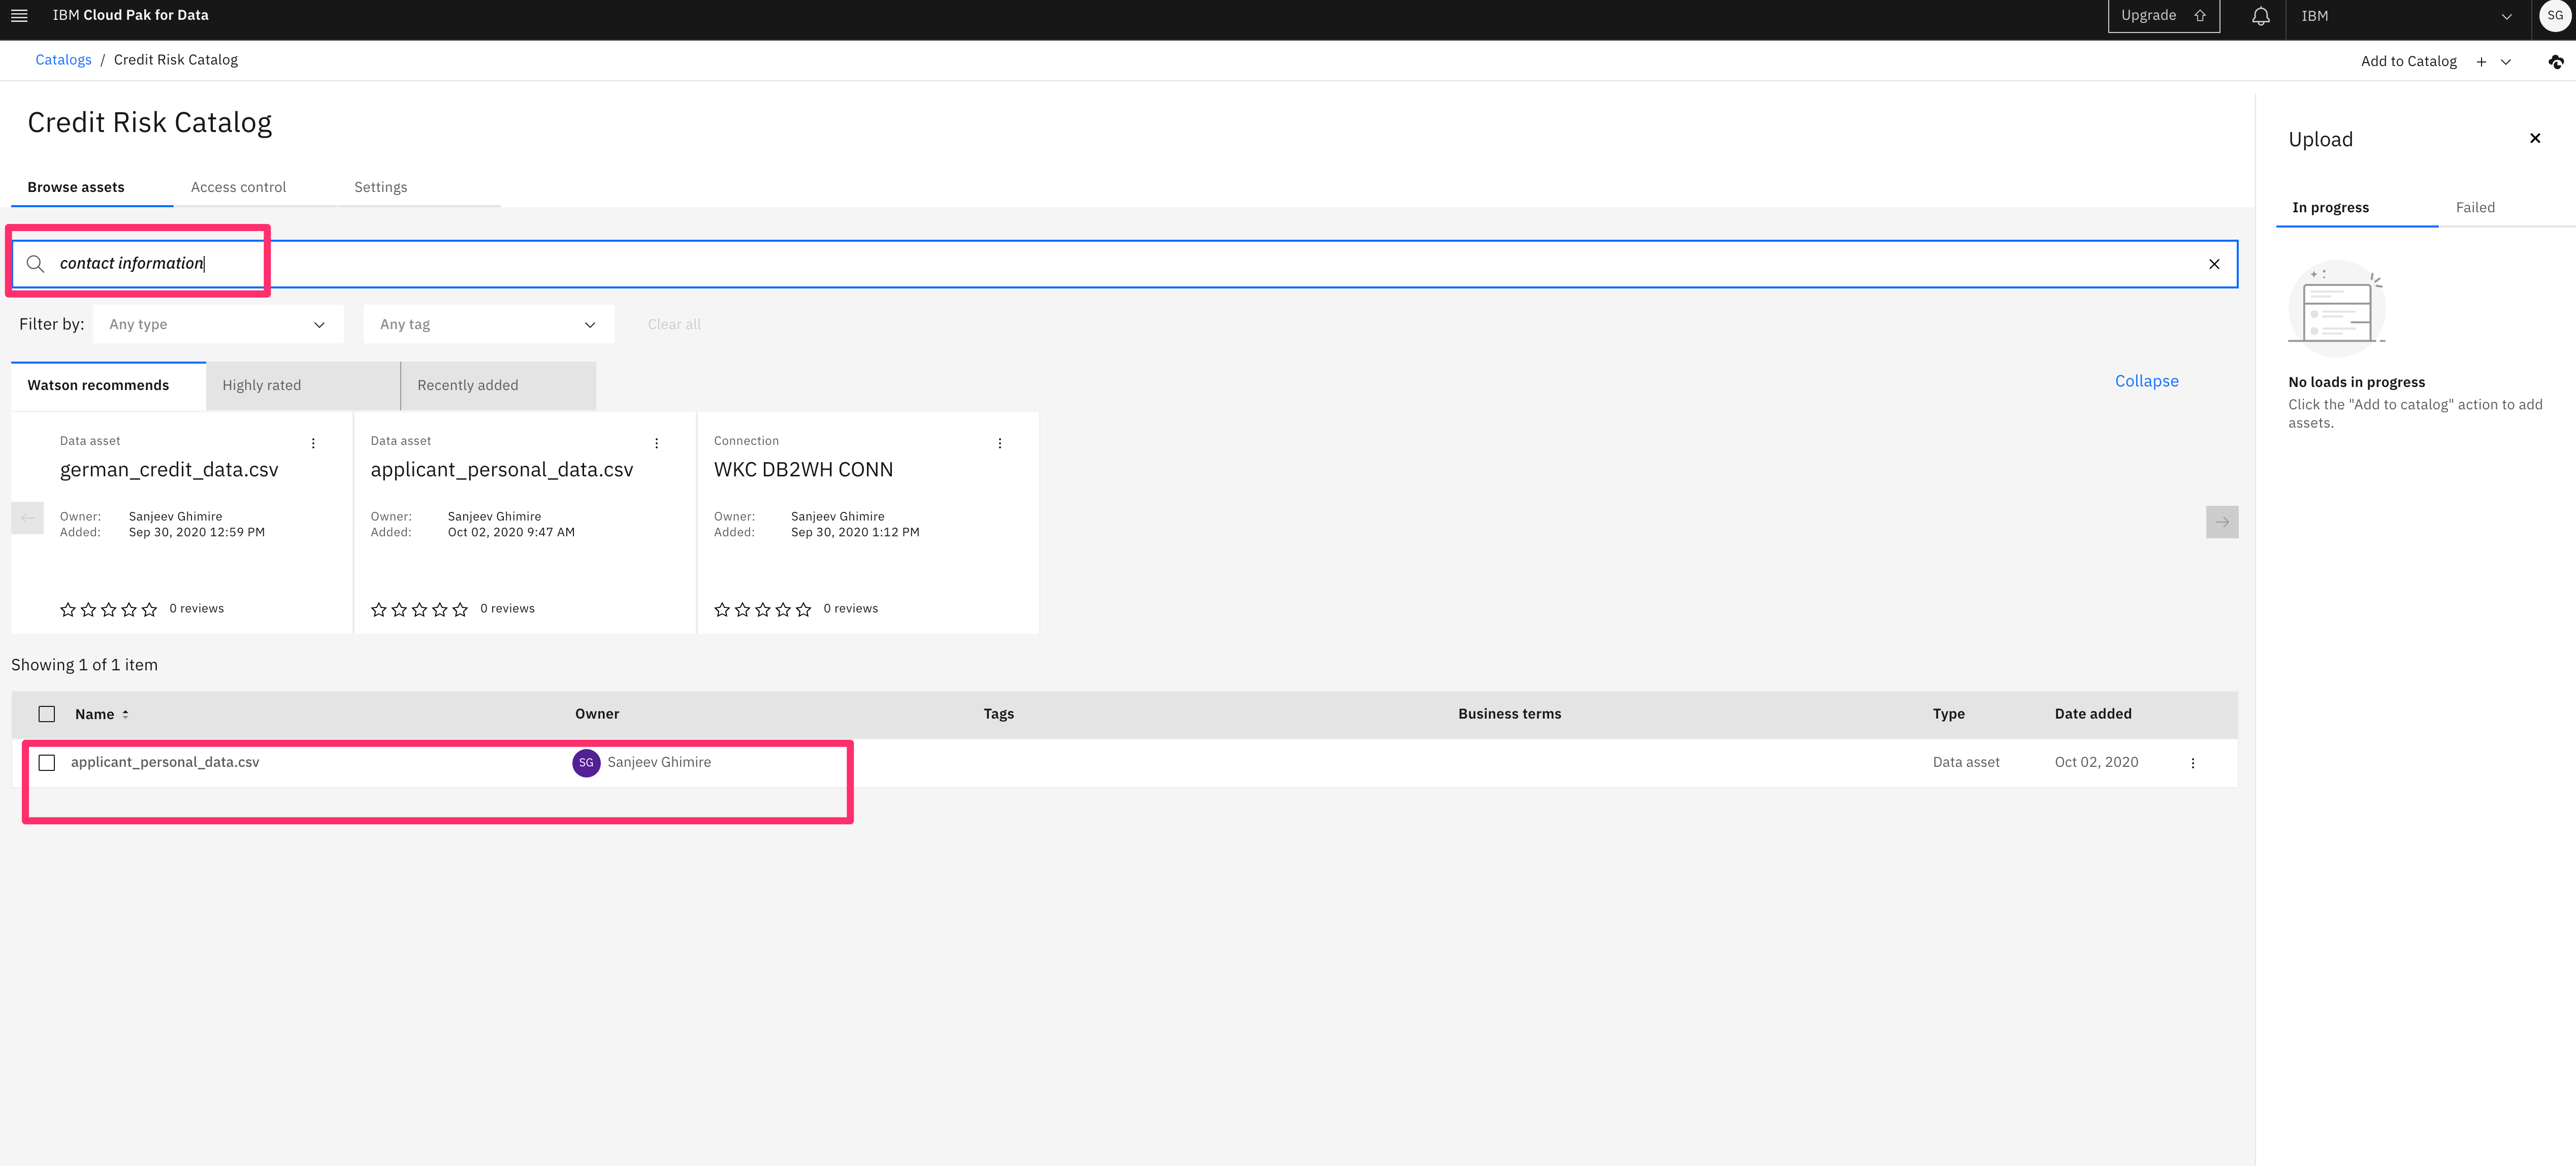 IBM Cloud Pak for Data
Upgrade
IBM
SG
Catalogs / Credit Risk Catalog
Add to Catalog +
Credit Risk Catalog
Browse assets
Access control
Settings
contact information
Filter by:
Any type
Any tag
Clear all
Watson recommends
Highly rated
Recently added
Collapse
Data asset
german_credit_data.csv
Owner: Sanjeev Ghimire
Added: Sep 30, 2020 12:59 PM
0 reviews
Data asset
applicant_personal_data.csv
Owner: Sanjeev Ghimire
Added: Oct 02, 2020 9:47 AM
0 reviews
Connection
WKC DB2WH CONN
Owner: Sanjeev Ghimire
Added: Sep 30, 2020 1:12 PM
0 reviews
Showing 1 of 1 item
Name Owner Tags Business terms Type Date added
applicant_personal_data.csv SG Sanjeev Ghimire Data asset Oct 02, 2020
Upload
In progress
Failed
No loads in progress
Click the "Add to catalog" action to add
assets.